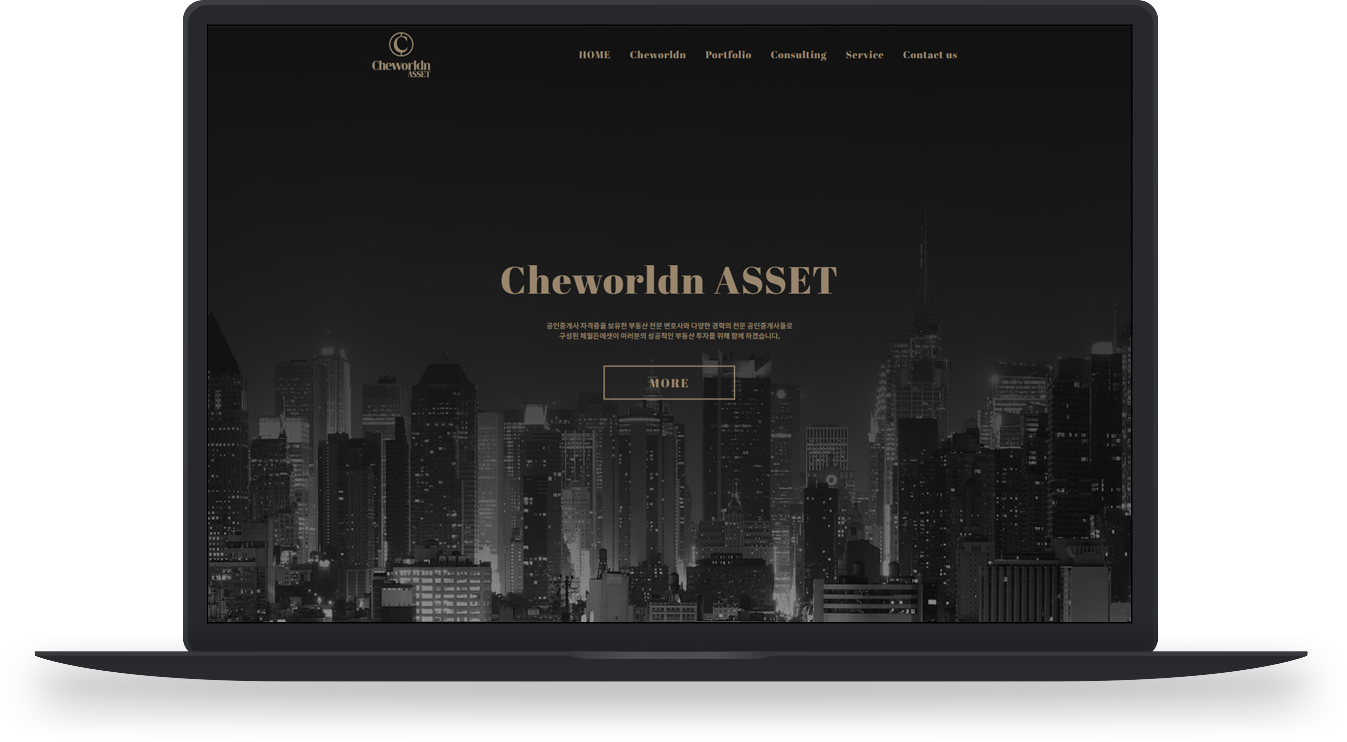 Cheworldn
ASSET
HOME Cheworldn Portfolio Consulting Service Contact us
Cheworldn ASSET
공인중개사 자격증을 보유한 부동산 전문 변호사와 다양한 경력의 전문 공인중개사들로
구성된 체월드에셋이 여러분의 성공적인 부동산 투자를 위해 함께 하겠습니다.
MORE